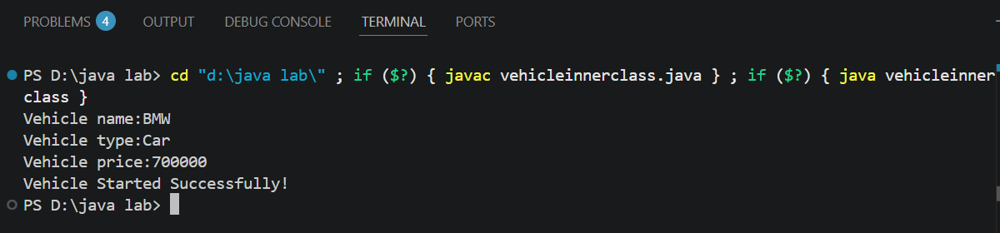 PROBLEMS 4 OUTPUT DEBUG CONSOLE TERMINAL PORTS
PS D:\java lab> cd "d:\java lab\" ; if ($?) { javac vehicleinnerclass.java } ; if ($?) { java vehicleinner
class }
Vehicle name:BMW
Vehicle type:Car
Vehicle price:700000
Vehicle Started Successfully!
PS D:\java lab>